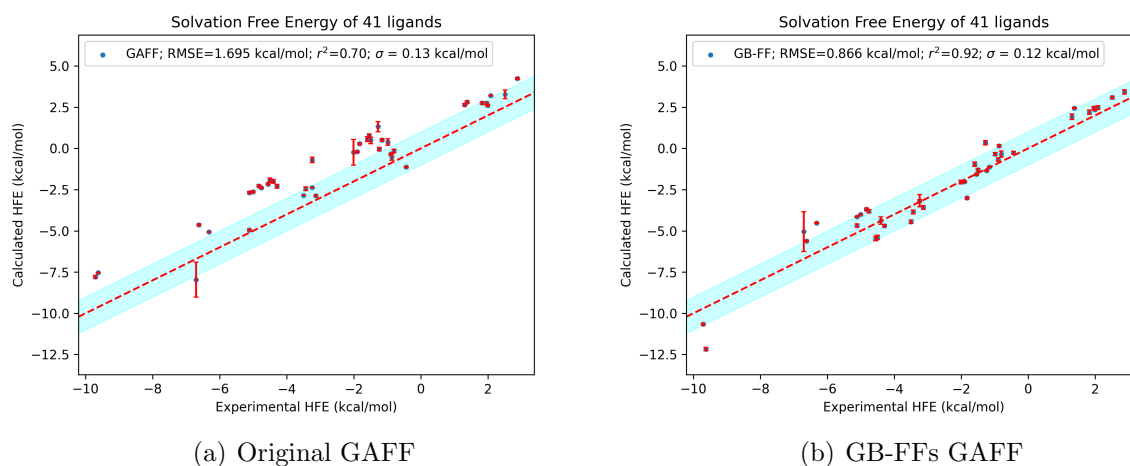 Solvation Free Energy of 41 ligands
GAFF; RMSE=1.695 kcal/mol; r²=0.70; σ = 0.13 kcal/mol
5.0
2.5
0.0
−2.5
−5.0
−7.5
−10.0
−12.5
Calculated HFE (kcal/mol)
−10 −8 −6 −4 −2 0 2
Experimental HFE (kcal/mol)
(a) Original GAFF
Solvation Free Energy of 41 ligands
GB-FF; RMSE=0.866 kcal/mol; r²=0.92; σ = 0.12 kcal/mol
5.0
2.5
0.0
−2.5
−5.0
−7.5
−10.0
−12.5
Calculated HFE (kcal/mol)
−10 −8 −6 −4 −2 0 2
Experimental HFE (kcal/mol)
(b) GB-FFs GAFF